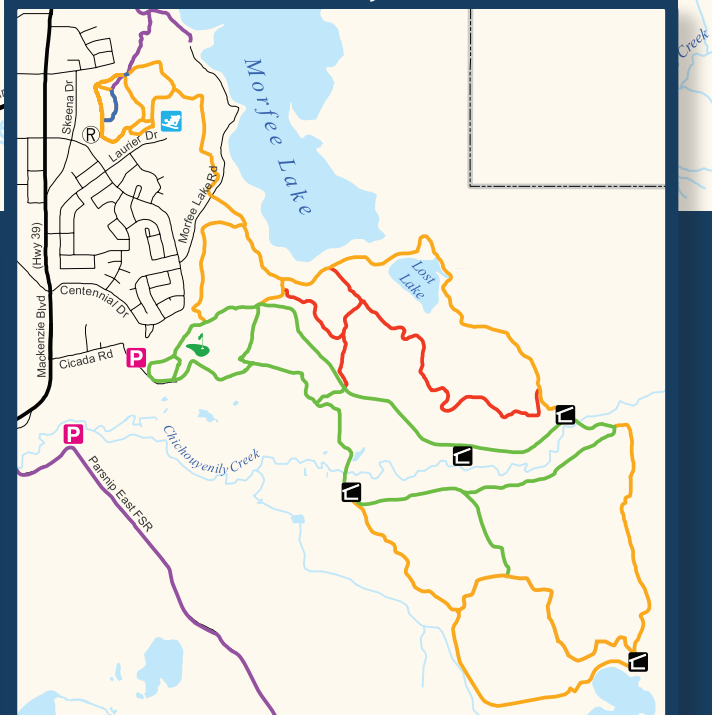 Creek
Morfee Lake
Skeena Dr
R
Laurier Dr
Morfee Lake Rd
(Hwy 39)
Lost
Lake
Centennial Dr
Mackenzie Blvd
Cicada Rd
P
P
Chichouyenily Creek
Parsnip East FSR